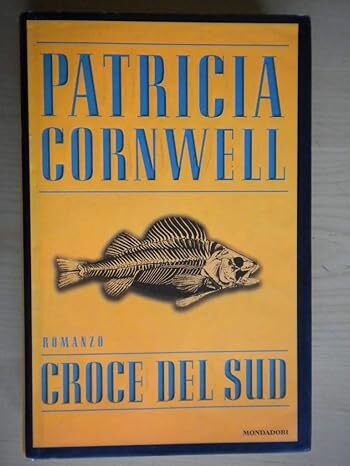 PATRICIA
CORNWELL
ROMANZO
CROCE DEL SUD
MONDADORI